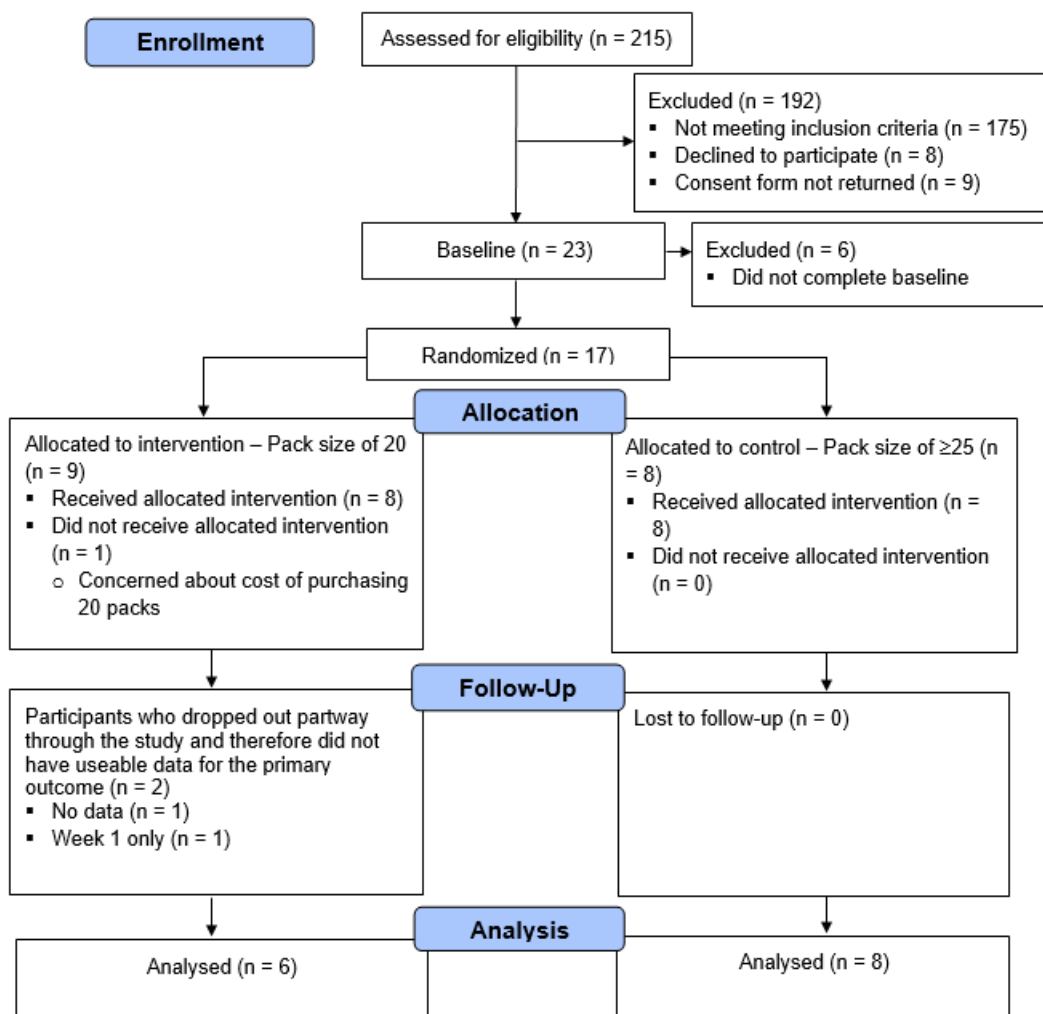 Enrollment
Assessed for eligibility (n = 215)
Excluded (n = 192)
▪ Not meeting inclusion criteria (n = 175)
▪ Declined to participate (n = 8)
▪ Consent form not returned (n = 9)
Baseline (n = 23)
Excluded (n = 6)
▪ Did not complete baseline
Randomized (n = 17)
Allocation
Allocated to intervention – Pack size of 20
(n = 9)
▪ Received allocated intervention (n = 8)
▪ Did not receive allocated intervention
(n = 1)
o Concerned about cost of purchasing
20 packs
Allocated to control – Pack size of ≥25 (n
= 8)
▪ Received allocated intervention (n =
8)
▪ Did not receive allocated intervention
(n = 0)
Follow-Up
Participants who dropped out partway
through the study and therefore did not
have useable data for the primary
outcome (n = 2)
▪ No data (n = 1)
▪ Week 1 only (n = 1)
Lost to follow-up (n = 0)
Analysis
Analysed (n = 6)
Analysed (n = 8)